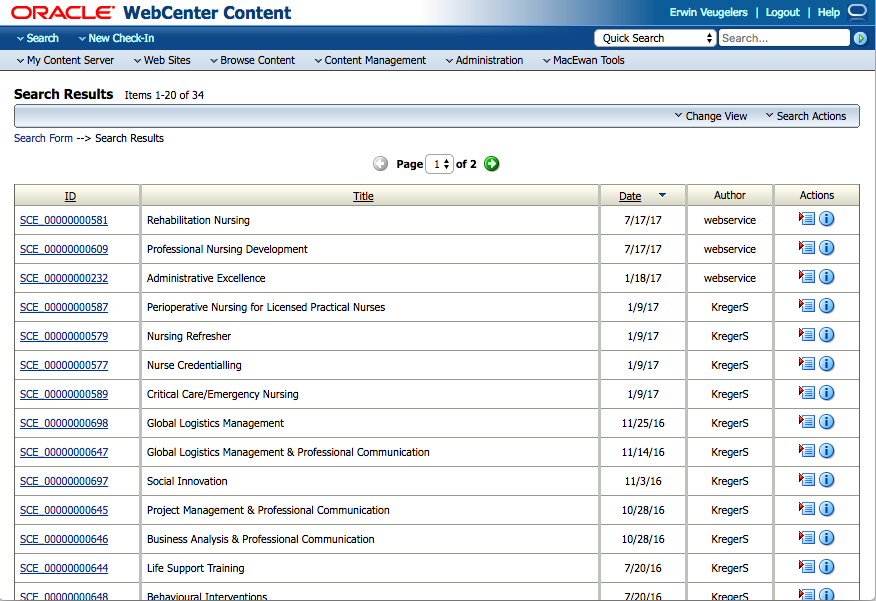 ORACLE® WebCenter Content
Erwin Veugelers | Logout | Help
Search New Check-In Quick Search Search...
My Content Server Web Sites Browse Content Content Management Administration MacEwan Tools
Search Results Items 1-20 of 34
Change View Search Actions
Search Form --> Search Results
Page 1 of 2
ID Title Date Author Actions
SCE_00000000581 Rehabilitation Nursing 7/17/17 webservice
SCE_00000000609 Professional Nursing Development 7/17/17 webservice
SCE_00000000232 Administrative Excellence 1/18/17 webservice
SCE_00000000587 Perioperative Nursing for Licensed Practical Nurses 1/9/17 KregerS
SCE_00000000579 Nursing Refresher 1/9/17 KregerS
SCE_00000000577 Nurse Credentialling 1/9/17 KregerS
SCE_00000000589 Critical Care/Emergency Nursing 1/9/17 KregerS
SCE_00000000698 Global Logistics Management 11/25/16 KregerS
SCE_00000000647 Global Logistics Management & Professional Communication 11/14/16 KregerS
SCE_00000000697 Social Innovation 11/3/16 KregerS
SCE_00000000645 Project Management & Professional Communication 10/28/16 KregerS
SCE_00000000646 Business Analysis & Professional Communication 10/28/16 KregerS
SCE_00000000644 Life Support Training 7/20/16 KregerS
SCE_00000000648 Behavioural Interventions 7/20/16 KregerS